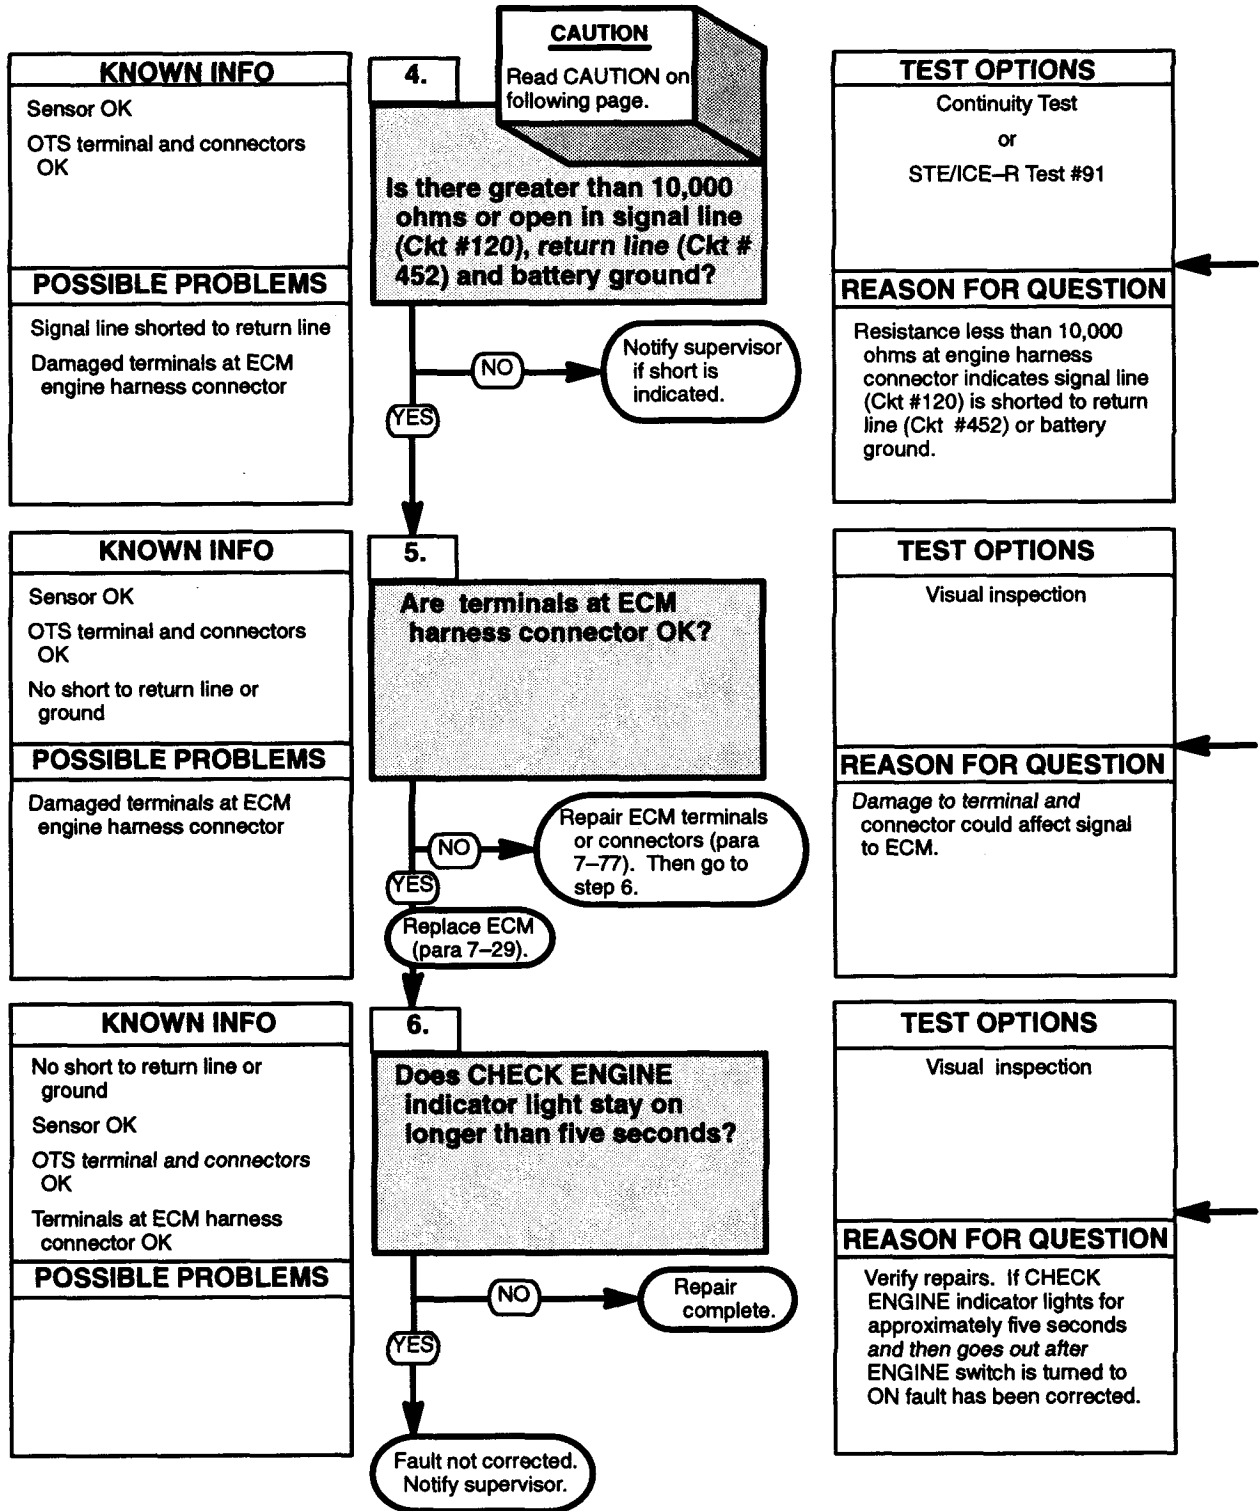 KNOWN INFO
Sensor OK
OTS terminal and connectors
OK
POSSIBLE PROBLEMS
Signal line shorted to return line
Damaged terminals at ECM
engine harness connector
4.
CAUTION
Read CAUTION on
following page.
Is there greater than 10,000
ohms or open in signal line
(Ckt #120), return line (Ckt #
452) and battery ground?
NO
Notify supervisor
if short is
indicated.
YES
TEST OPTIONS
Continuity Test
or
STE/ICE–R Test #91
REASON FOR QUESTION
Resistance less than 10,000
ohms at engine harness
connector indicates signal line
(Ckt #120) is shorted to return
line (Ckt #452) or battery
ground.
KNOWN INFO
Sensor OK
OTS terminal and connectors
OK
No short to return line or
ground
POSSIBLE PROBLEMS
Damaged terminals at ECM
engine harness connector
5.
Are terminals at ECM
harness connector OK?
NO
Repair ECM terminals
or connectors (para
7–77). Then go to
step 6.
YES
Replace ECM
(para 7–29).
TEST OPTIONS
Visual inspection
REASON FOR QUESTION
Damage to terminal and
connector could affect signal
to ECM.
KNOWN INFO
No short to return line or
ground
Sensor OK
OTS terminal and connectors
OK
Terminals at ECM harness
connector OK
POSSIBLE PROBLEMS
6.
Does CHECK ENGINE
indicator light stay on
longer than five seconds?
NO
Repair
complete.
YES
Fault not corrected.
Notify supervisor.
TEST OPTIONS
Visual inspection
REASON FOR QUESTION
Verify repairs. If CHECK
ENGINE indicator lights for
approximately five seconds
and then goes out after
ENGINE switch is turned to
ON fault has been corrected.